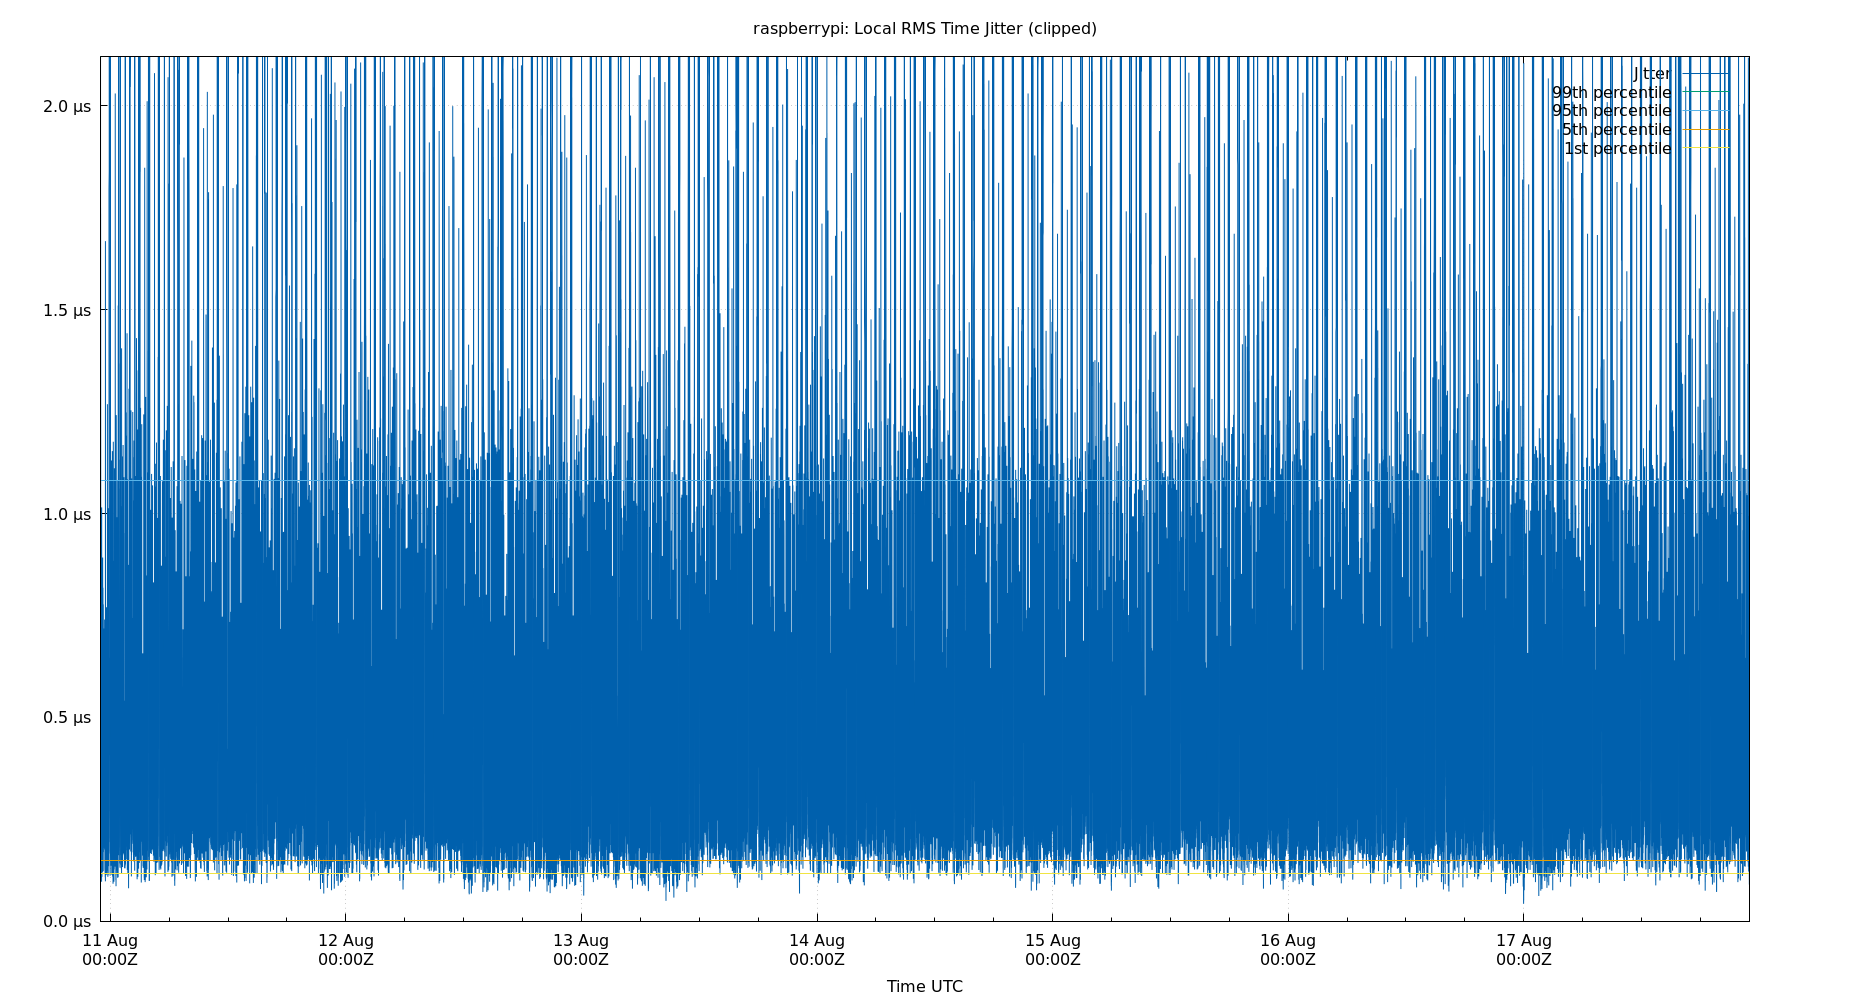 raspberrypi: Local RMS Time Jitter (clipped)
Jitter
99th percentile
95th percentile
5th percentile
1st percentile
2.0 μs
1.5 μs
1.0 μs
0.5 μs
0.0 μs
11 Aug
00:00Z
12 Aug
00:00Z
13 Aug
00:00Z
14 Aug
00:00Z
15 Aug
00:00Z
16 Aug
00:00Z
17 Aug
00:00Z
Time UTC